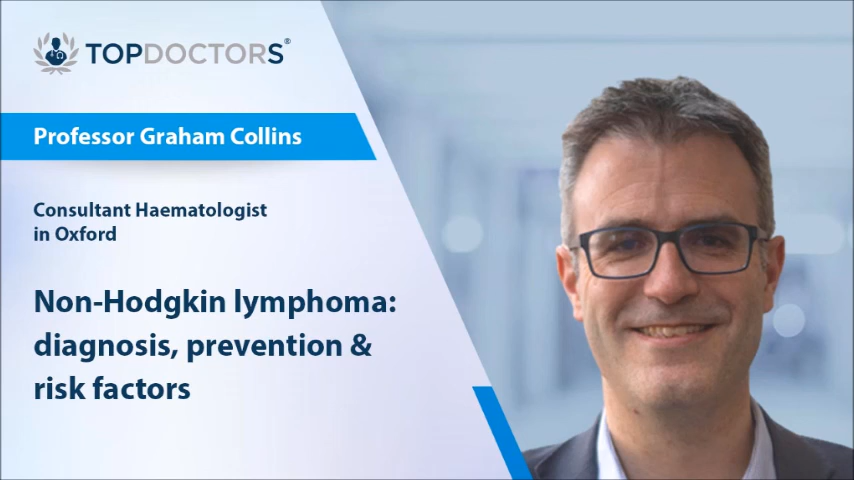 TOPDOCTORS®
Professor Graham Collins
Consultant Haematologist
in Oxford
Non-Hodgkin lymphoma:
diagnosis, prevention &
risk factors